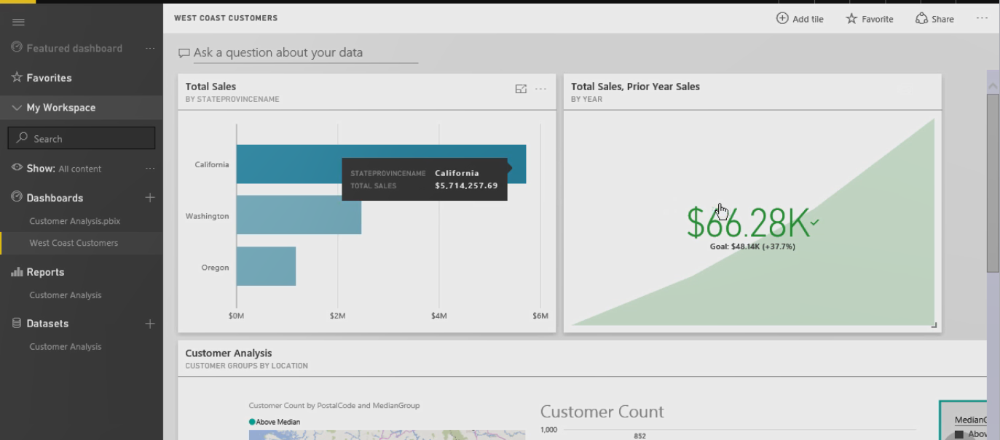 WEST COAST CUSTOMERS
Add tile
Favorite
Share
Featured dashboard
Favorites
My Workspace
Search
Show: All content
Dashboards
Customer Analysis.pbix
West Coast Customers
Reports
Customer Analysis
Datasets
Customer Analysis
Ask a question about your data
Total Sales
BY STATEPROVINCENAME
California
Washington
Oregon
$0M
$2M
$4M
$6M
STATEPROVINCENAME California
TOTAL SALES $5,714,257.69
Total Sales, Prior Year Sales
BY YEAR
$66.28K
Goal: $48.14K (+37.7%)
Customer Analysis
CUSTOMER GROUPS BY LOCATION
Customer Count by PostalCode and MedianGroup
Above Median
Customer Count
1,000
852